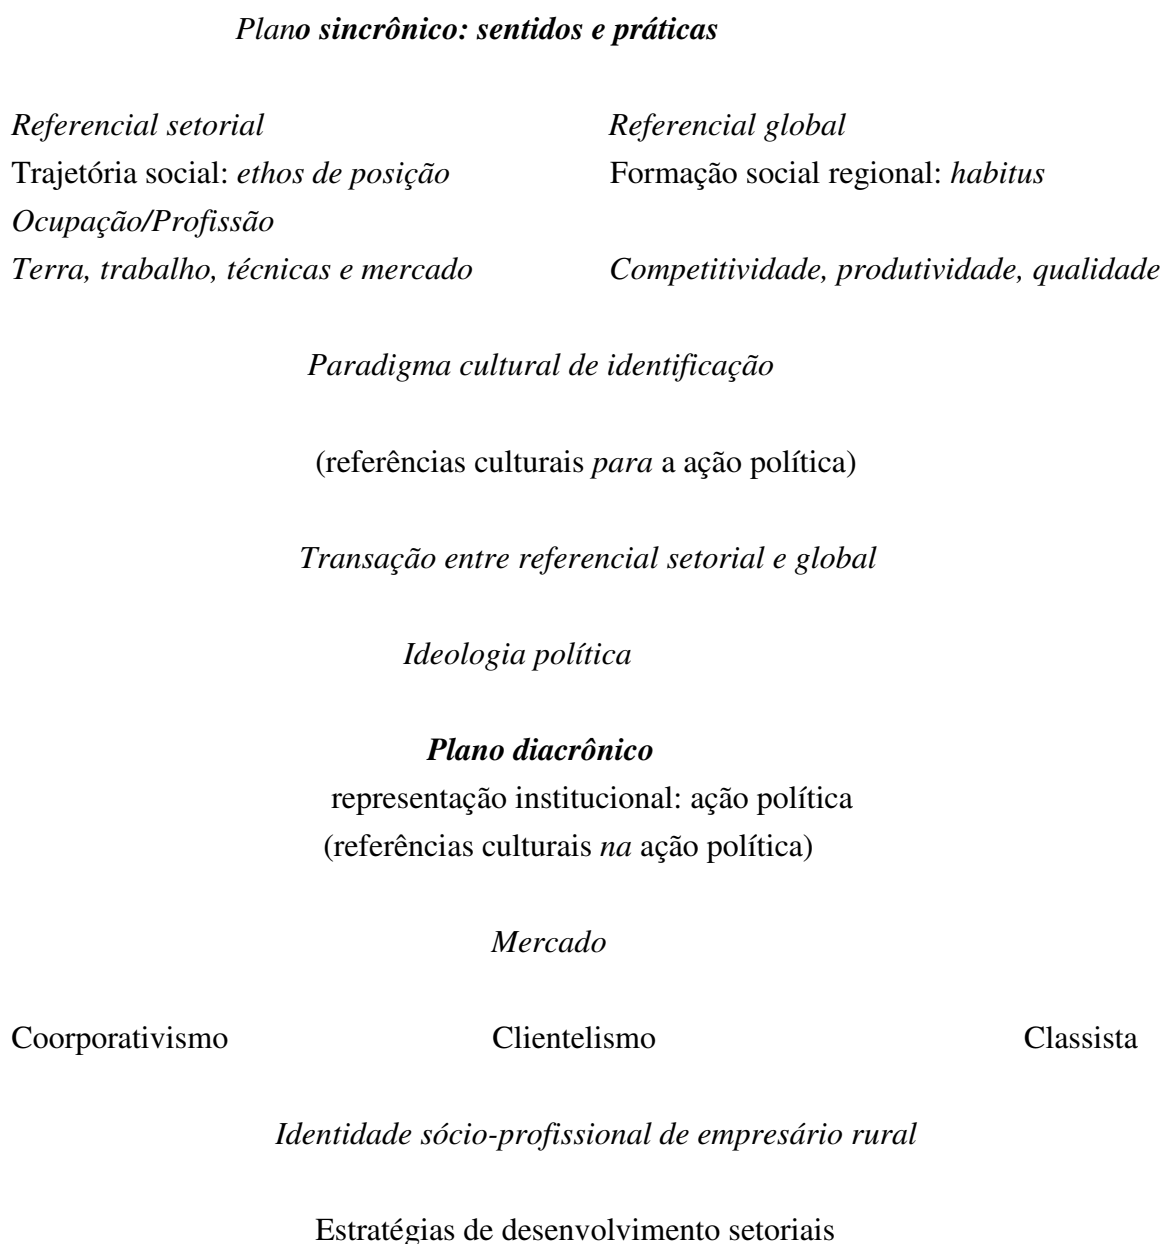 Plano sincrônico: sentidos e práticas
Referencial setorial Referencial global
Trajetória social: ethos de posição Formação social regional: habitus
Ocupação/Profissão
Terra, trabalho, técnicas e mercado Competitividade, produtividade, qualidade
Paradigma cultural de identificação
(referências culturais para a ação política)
Transação entre referencial setorial e global
Ideologia política
Plano diacrônico
representação institucional: ação política
(referências culturais na ação política)
Mercado
Coorporativismo Clientelismo Classista
Identidade sócio-profissional de empresário rural
Estratégias de desenvolvimento setoriais